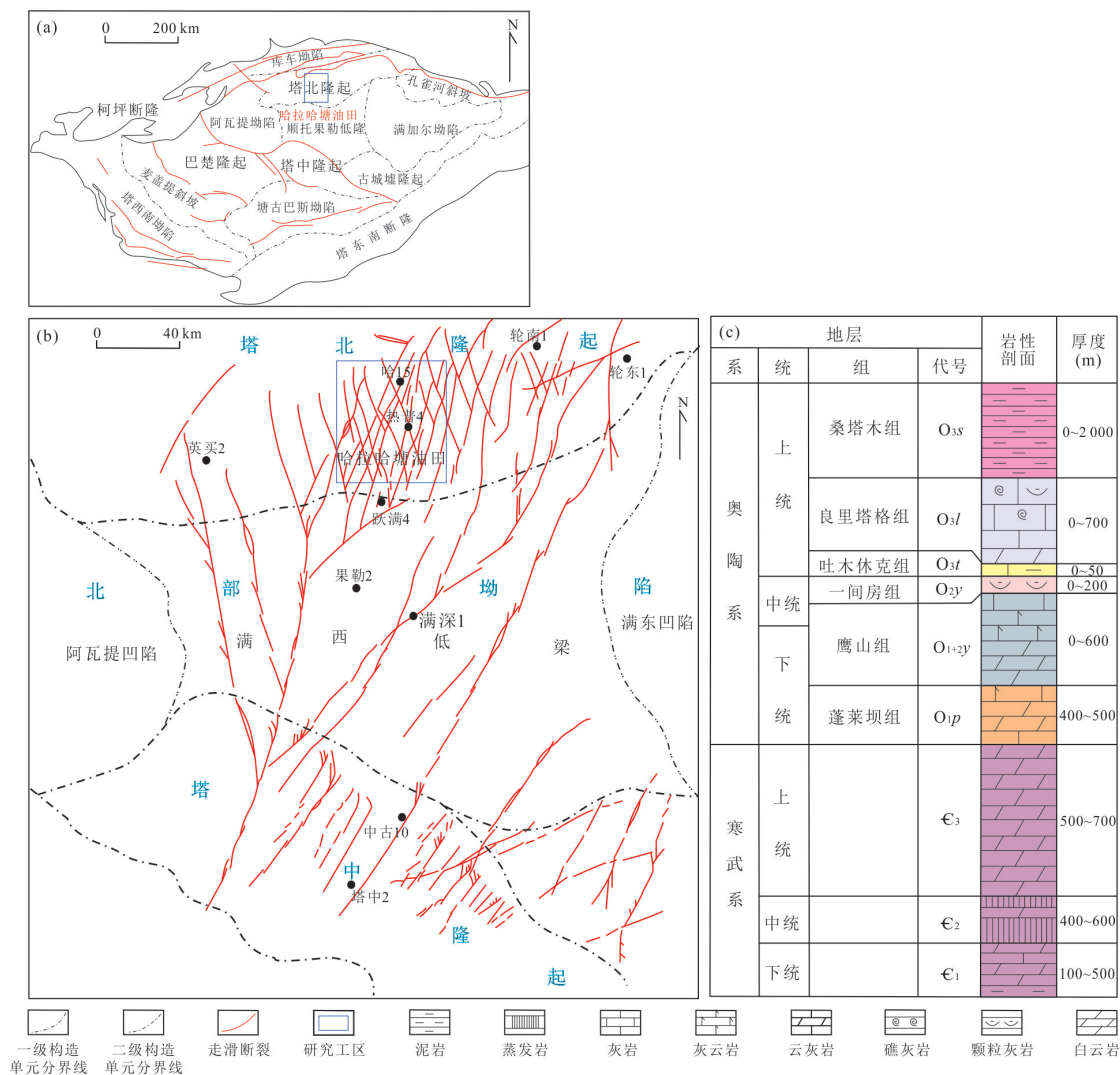 (a)
0 200 km
N
库车坳陷
塔北隆起
孔雀河斜坡
柯坪断隆
哈拉哈塘油田
阿瓦提坳陷
顺托果勒低隆
满加尔坳陷
巴楚隆起
塔中隆起
古城墟隆起
麦盖提斜坡
塘古巴斯坳陷
塔西南坳陷
塔东南断隆
(b)
0 40 km
塔 北 隆 起
轮南1
轮东1
哈15
N
热普4
英买2
哈拉哈塘油田
跃满4
果勒2
北 部 坳 陷
满深1
满 西 低 梁
满东凹陷
阿瓦提凹陷
塔 中 隆 起
中古10
塔中2
(c)
地层 岩性剖面 厚度(m)
系 统 组 代号
奥陶系 上统 桑塔木组 O3s 0~2 000
良里塔格组 O3l 0~700
吐木休克组 O3t 0~50
中统 一间房组 O2y 0~200
下统 鹰山组 O1+2y 0~600
蓬莱坝组 O1p 400~500
寒武系 上统 Є3 500~700
中统 Є2 400~600
下统 Є1 100~500
一级构造
单元分界线
二级构造
单元分界线
走滑断裂
研究工区
泥岩
蒸发岩
灰岩
灰云岩
云灰岩
礁灰岩
颗粒灰岩
白云岩